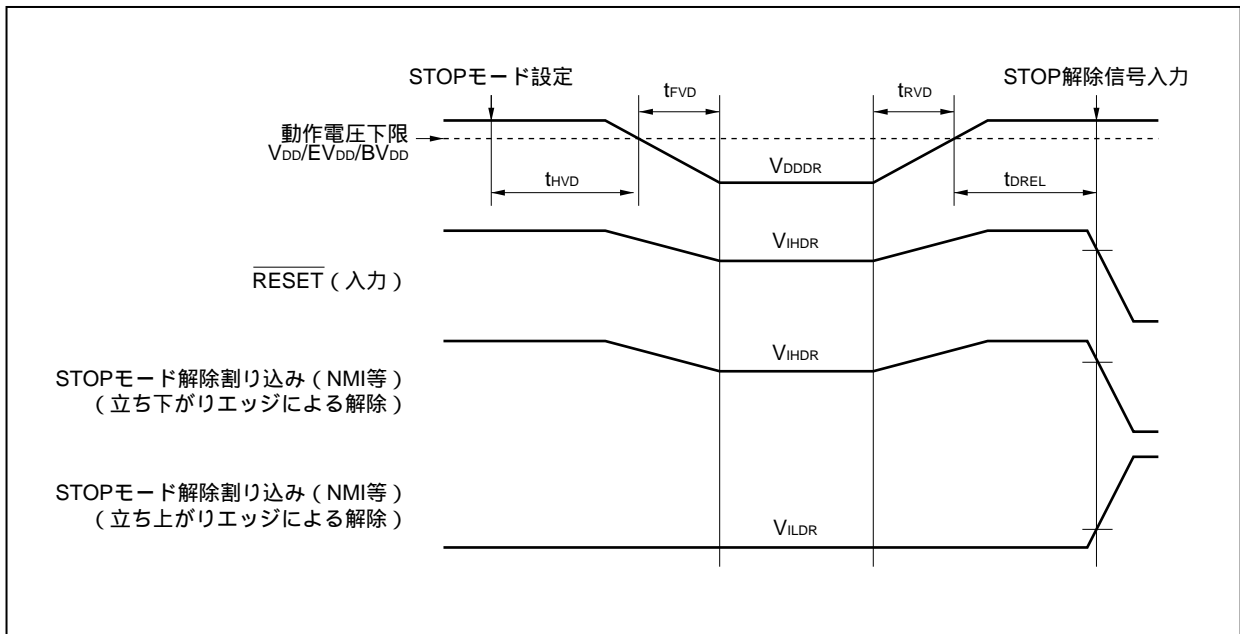 STOPモード設定
STOP解除信号入力
tFVD
tRVD
動作電圧下限
VDD/EVDD/BVDD
VDDDR
tHVD
tDREL
VIHDR
RESET（入力）
VIHDR
STOPモード解除割り込み（NMI等）
（立ち下がりエッジによる解除）
STOPモード解除割り込み（NMI等）
（立ち上がりエッジによる解除）
VILDR